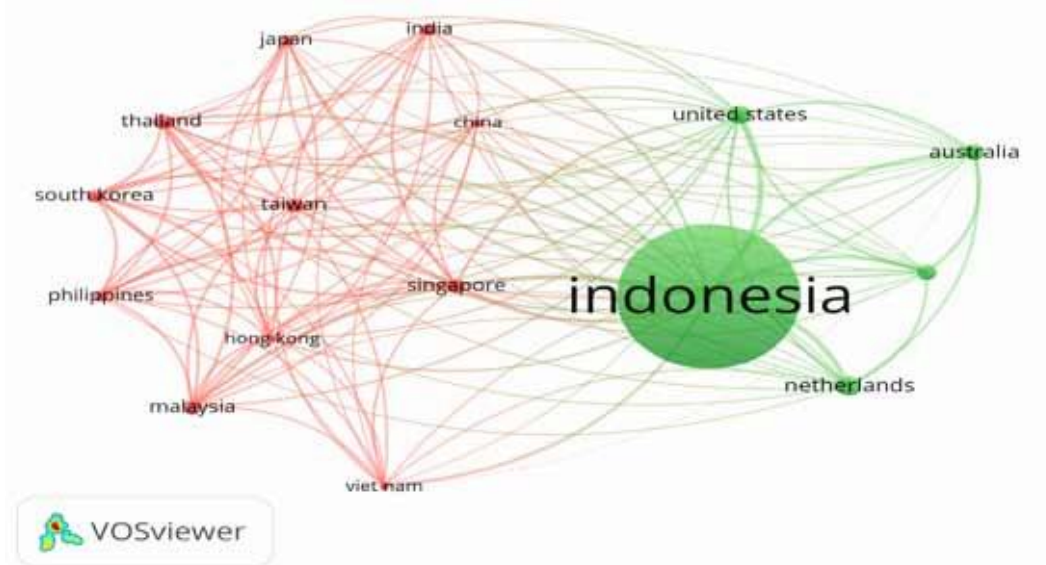 india
japan
united states
thailand
china
australia
south korea
taiwan
singapore
indonesia
philippines
hong kong
netherlands
malaysia
viet nam
VOSviewer